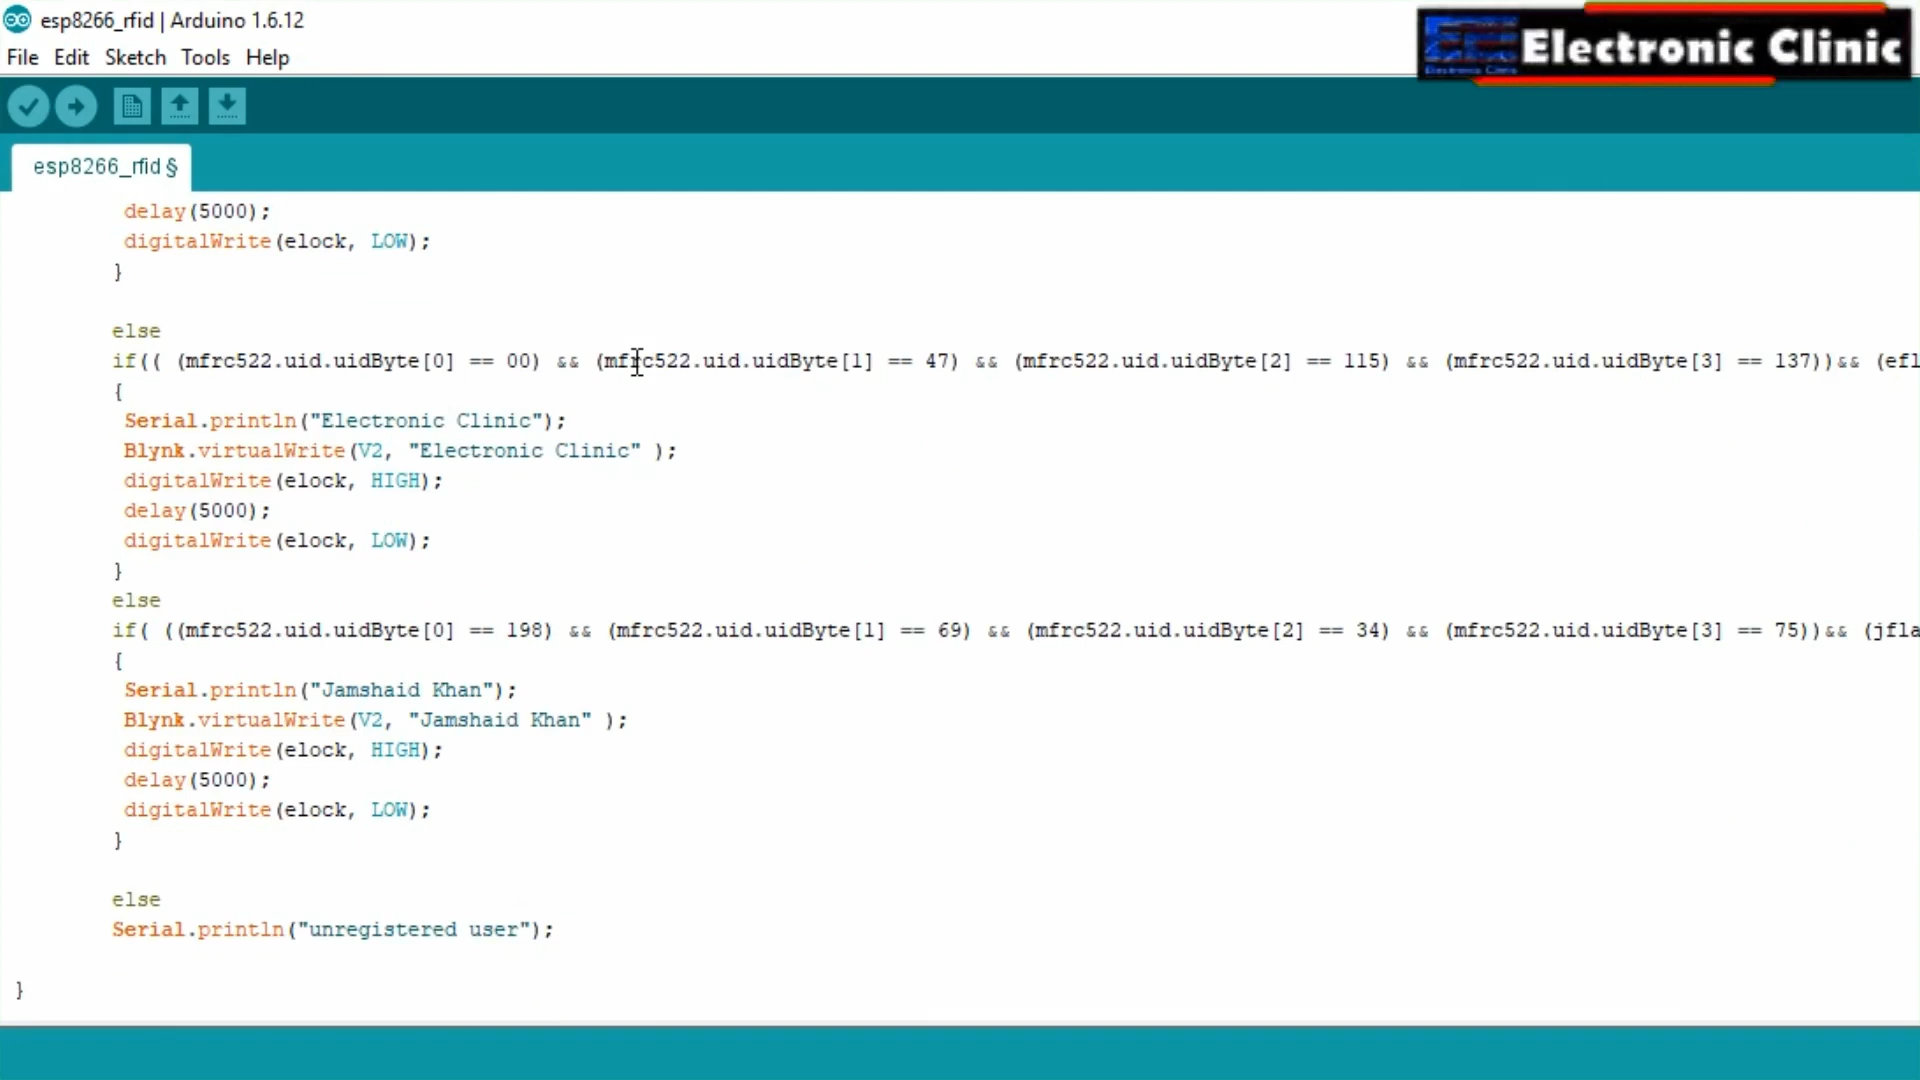 esp8266_rfid | Arduino 1.6.12
File Edit Sketch Tools Help
Electronic Clinic
esp8266_rfid §
delay(5000);
digitalWrite(elock, LOW);
}
else
if(( (mfrc522.uid.uidByte[0] == 00) && (mfrc522.uid.uidByte[1] == 47) && (mfrc522.uid.uidByte[2] == 115) && (mfrc522.uid.uidByte[3] == 137))&& (efl
{
Serial.println("Electronic Clinic");
Blynk.virtualWrite(V2, "Electronic Clinic" );
digitalWrite(elock, HIGH);
delay(5000);
digitalWrite(elock, LOW);
}
else
if( ((mfrc522.uid.uidByte[0] == 198) && (mfrc522.uid.uidByte[1] == 69) && (mfrc522.uid.uidByte[2] == 34) && (mfrc522.uid.uidByte[3] == 75))&& (jfla
{
Serial.println("Jamshaid Khan");
Blynk.virtualWrite(V2, "Jamshaid Khan" );
digitalWrite(elock, HIGH);
delay(5000);
digitalWrite(elock, LOW);
}
else
Serial.println("unregistered user");
}